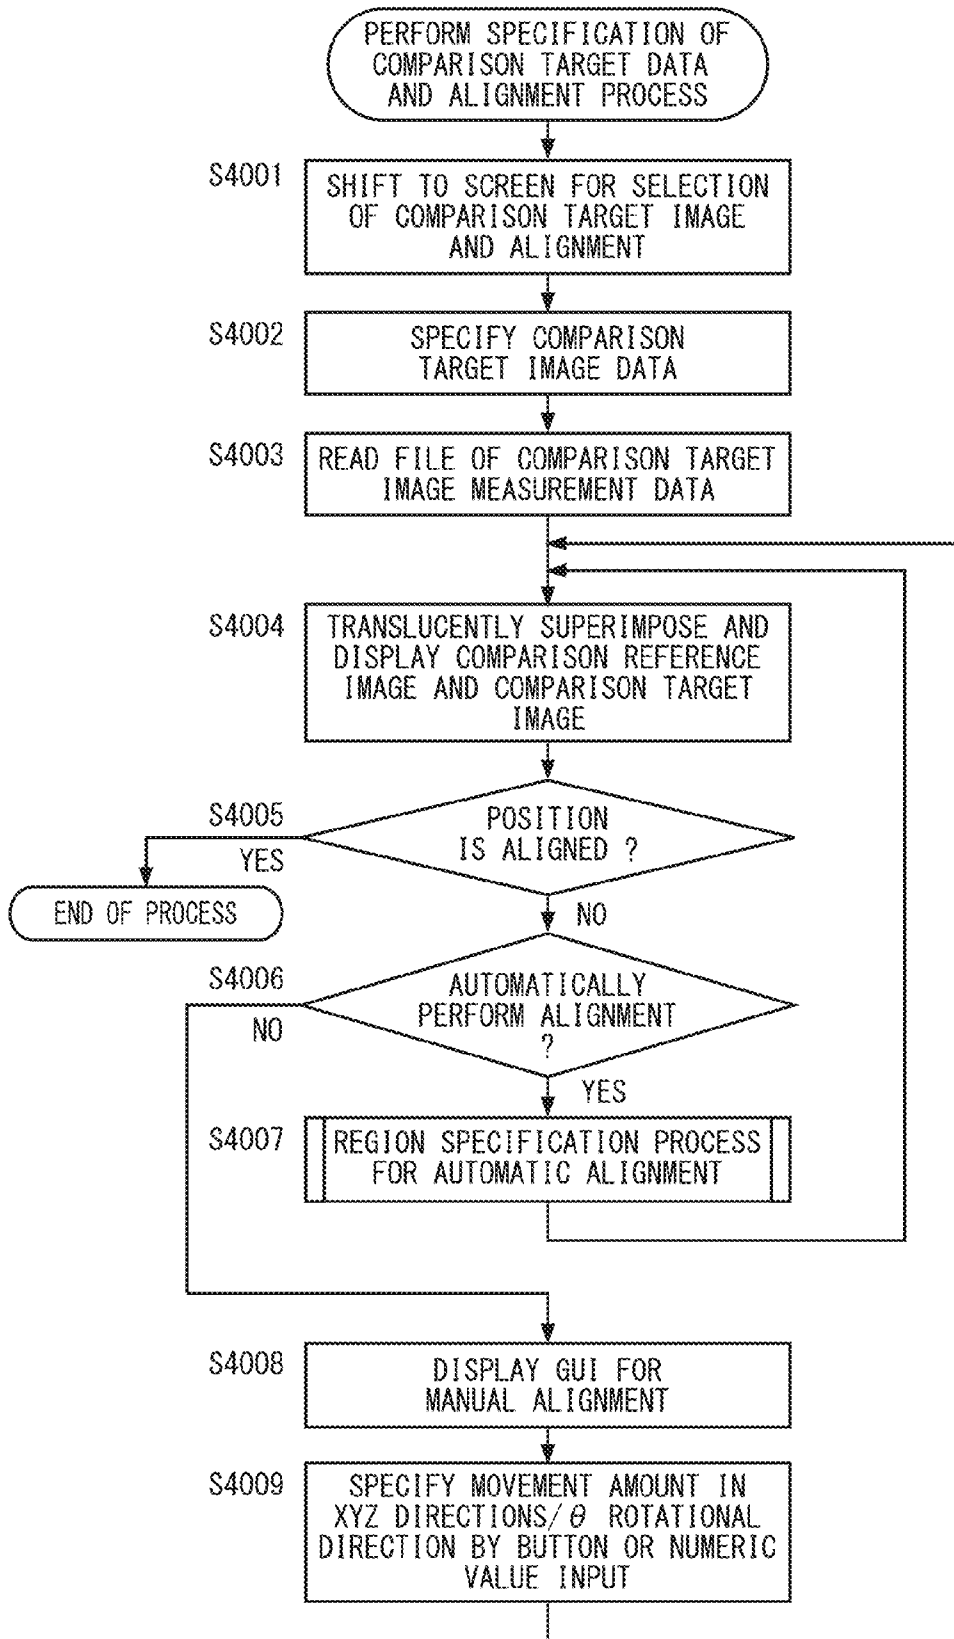 PERFORM SPECIFICATION OF
COMPARISON TARGET DATA
AND ALIGNMENT PROCESS
S4001
SHIFT TO SCREEN FOR SELECTION
OF COMPARISON TARGET IMAGE
AND ALIGNMENT
S4002
SPECIFY COMPARISON
TARGET IMAGE DATA
S4003
READ FILE OF COMPARISON TARGET
IMAGE MEASUREMENT DATA
S4004
TRANSLUCENTLY SUPERIMPOSE AND
DISPLAY COMPARISON REFERENCE
IMAGE AND COMPARISON TARGET
IMAGE
S4005
POSITION
IS ALIGNED ?
YES
END OF PROCESS
NO
S4006
AUTOMATICALLY
PERFORM ALIGNMENT
?
NO
YES
S4007
REGION SPECIFICATION PROCESS
FOR AUTOMATIC ALIGNMENT
S4008
DISPLAY GUI FOR
MANUAL ALIGNMENT
S4009
SPECIFY MOVEMENT AMOUNT IN
XYZ DIRECTIONS/θ ROTATIONAL
DIRECTION BY BUTTON OR NUMERIC
VALUE INPUT